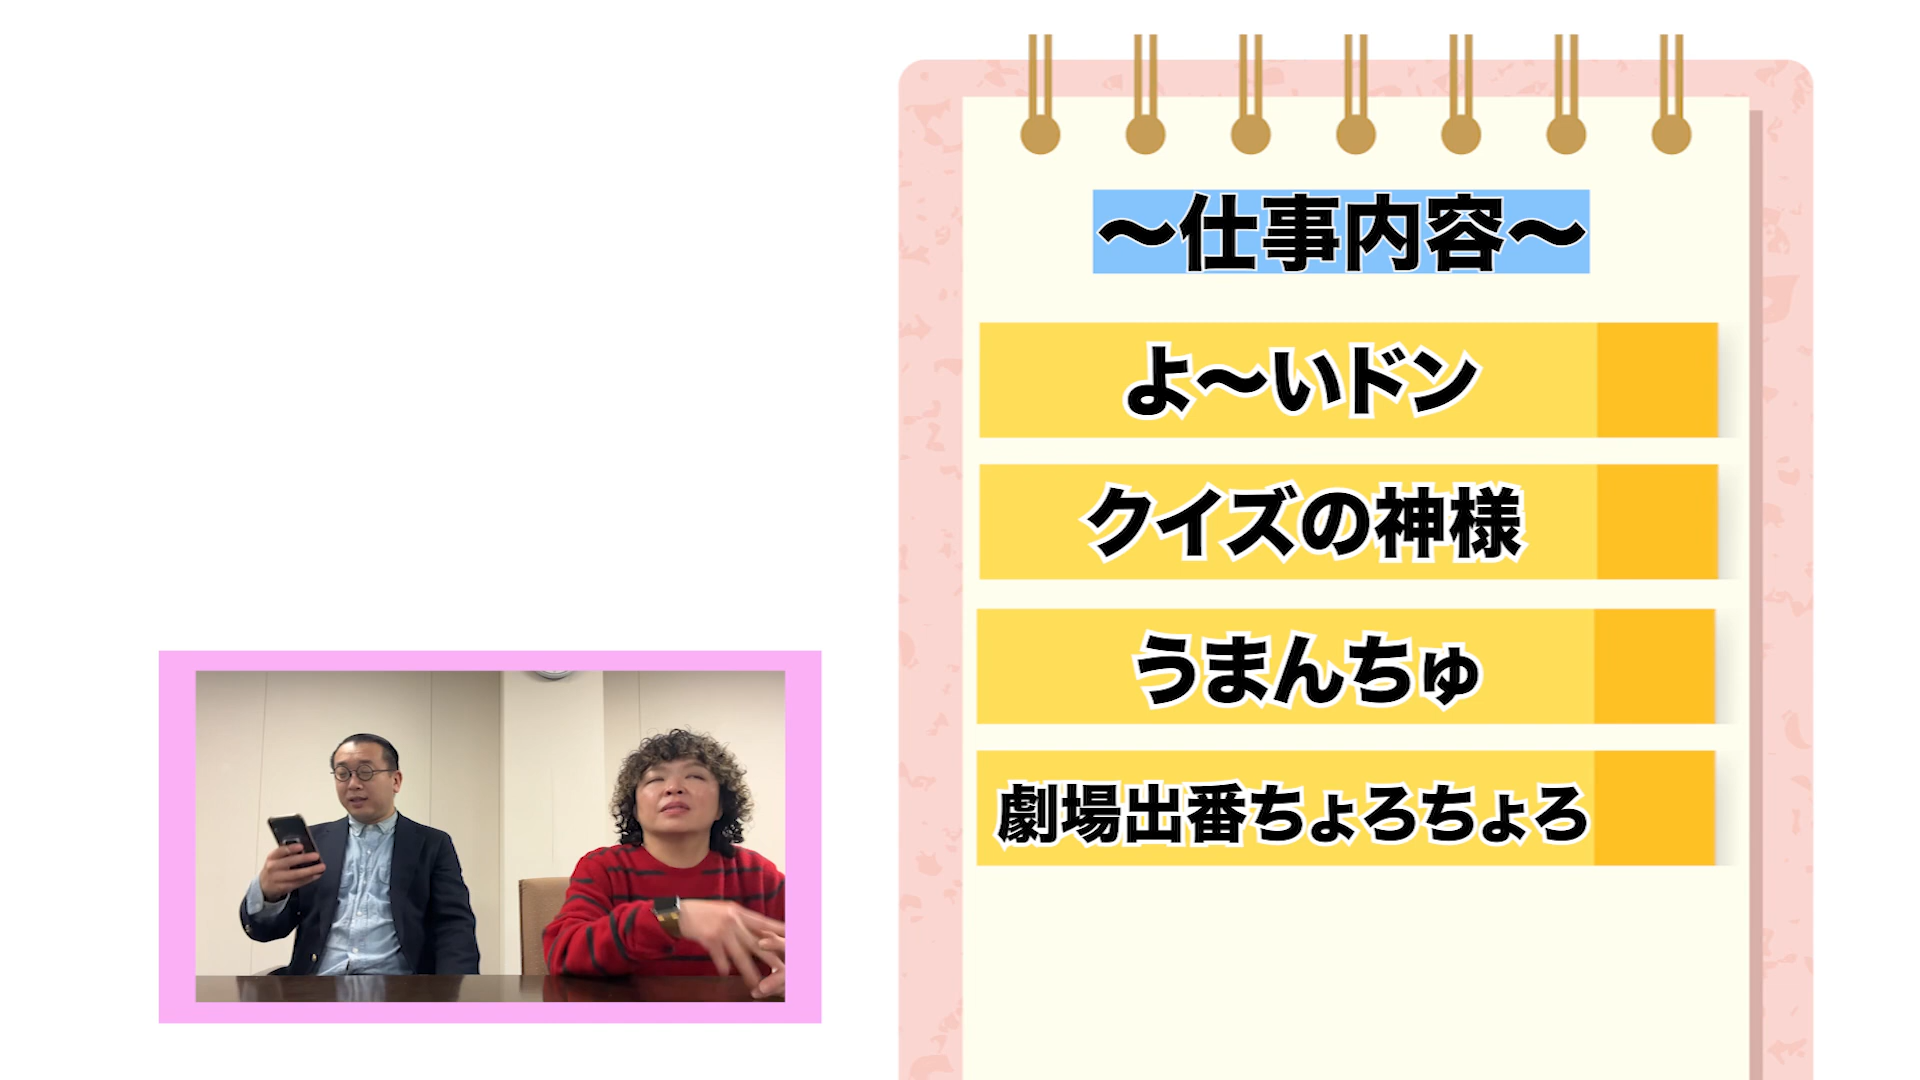 ～仕事内容～
よ～いドン
クイズの神様
うまんちゅ
劇場出番ちょろちょろ